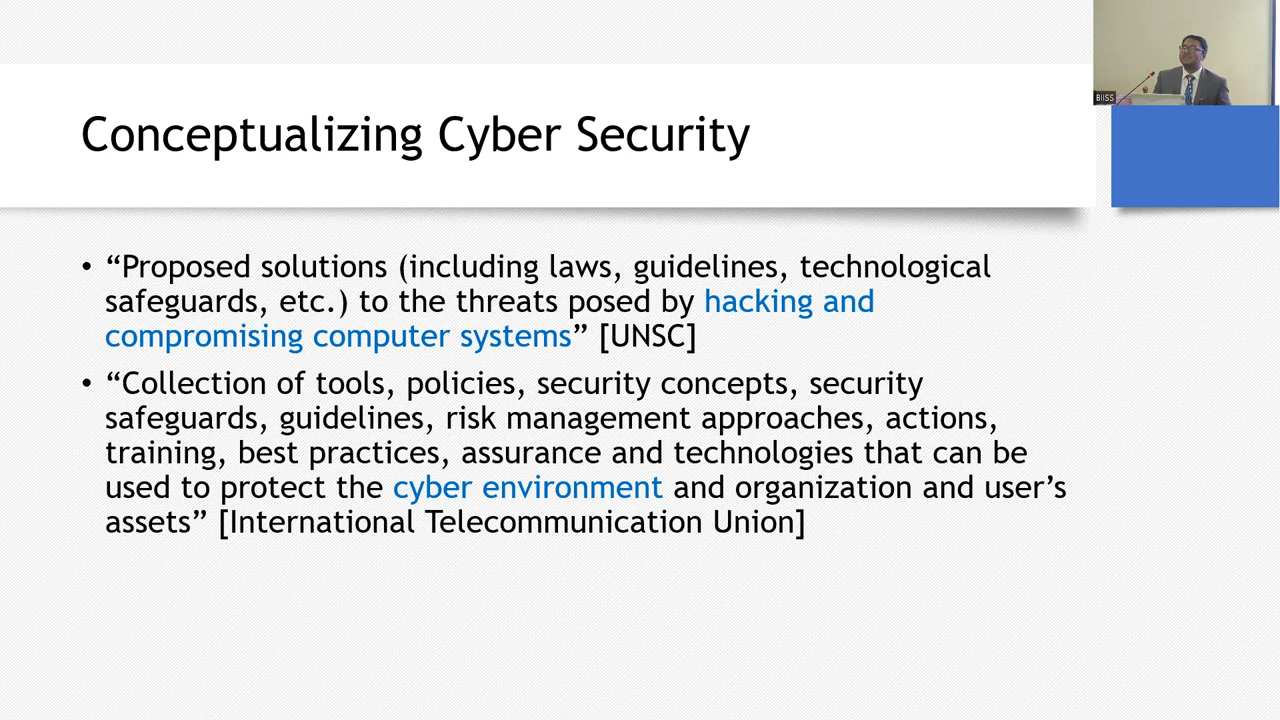 BIISS
Conceptualizing Cyber Security
• “Proposed solutions (including laws, guidelines, technological
safeguards, etc.) to the threats posed by hacking and
compromising computer systems” [UNSC]
• “Collection of tools, policies, security concepts, security
safeguards, guidelines, risk management approaches, actions,
training, best practices, assurance and technologies that can be
used to protect the cyber environment and organization and user’s
assets” [International Telecommunication Union]